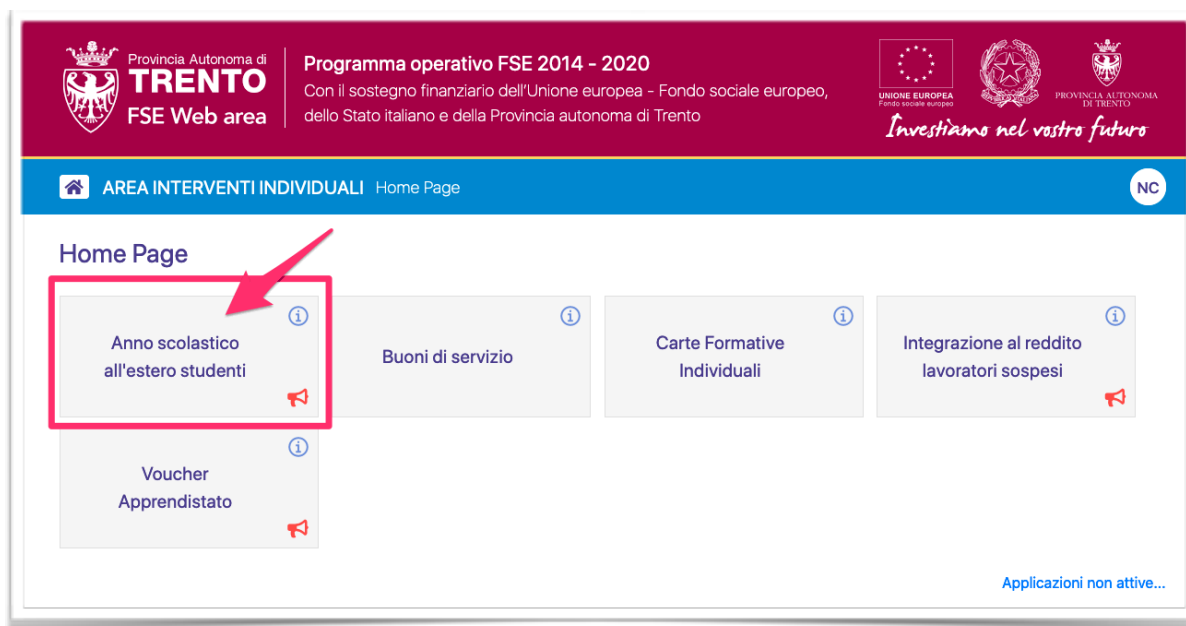 Provincia Autonoma di
TRENTO
FSE Web area
Programma operativo FSE 2014 - 2020
Con il sostegno finanziario dell'Unione europea - Fondo sociale europeo,
dello Stato italiano e della Provincia autonoma di Trento
UNIONE EUROPEA
Fondo sociale europeo
PROVINCIA AUTONOMA
DI TRENTO
Investiamo nel vostro futuro
AREA INTERVENTI INDIVIDUALI Home Page
NC
Home Page
Anno scolastico
all'estero studenti
Buoni di servizio
Carte Formative
Individuali
Integrazione al reddito
lavoratori sospesi
Voucher
Apprendistato
Applicazioni non attive...